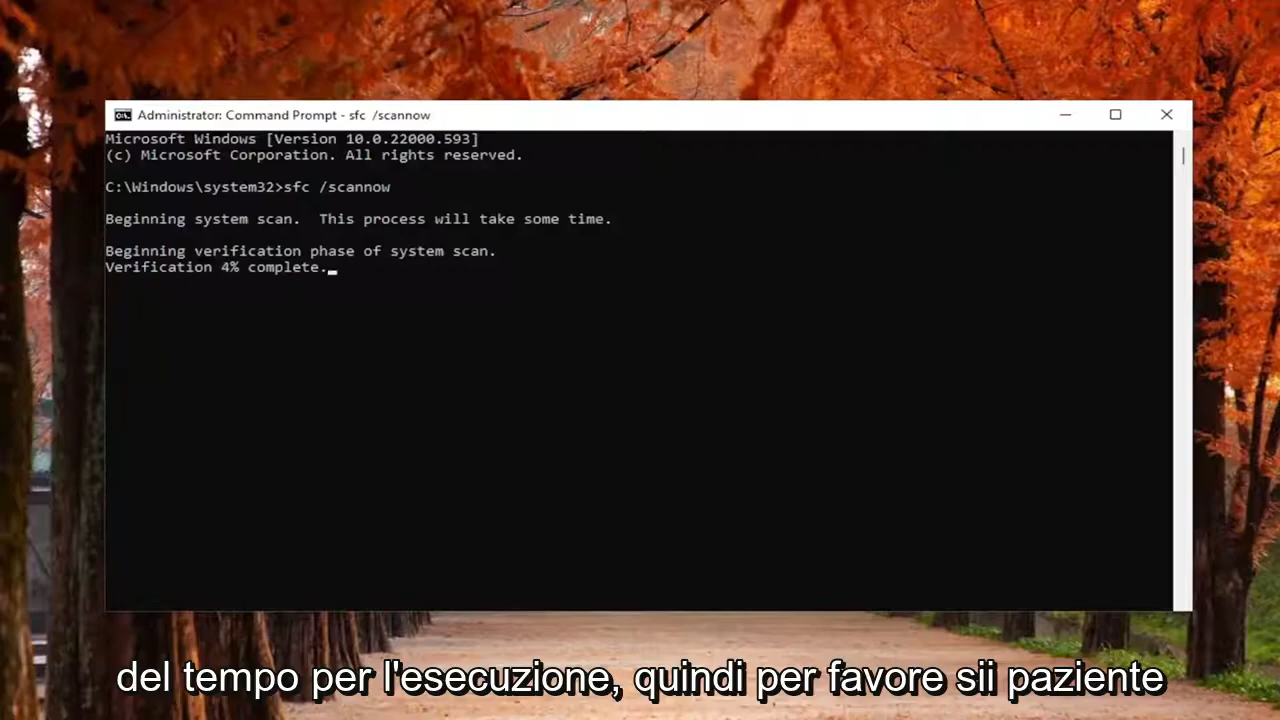 Administrator: Command Prompt - sfc /scannow
Microsoft Windows [Version 10.0.22000.593]
(c) Microsoft Corporation. All rights reserved.
C:\Windows\system32>sfc /scannow
Beginning system scan.  This process will take some time.
Beginning verification phase of system scan.
Verification 4% complete.
del tempo per l'esecuzione, quindi per favore sii paziente